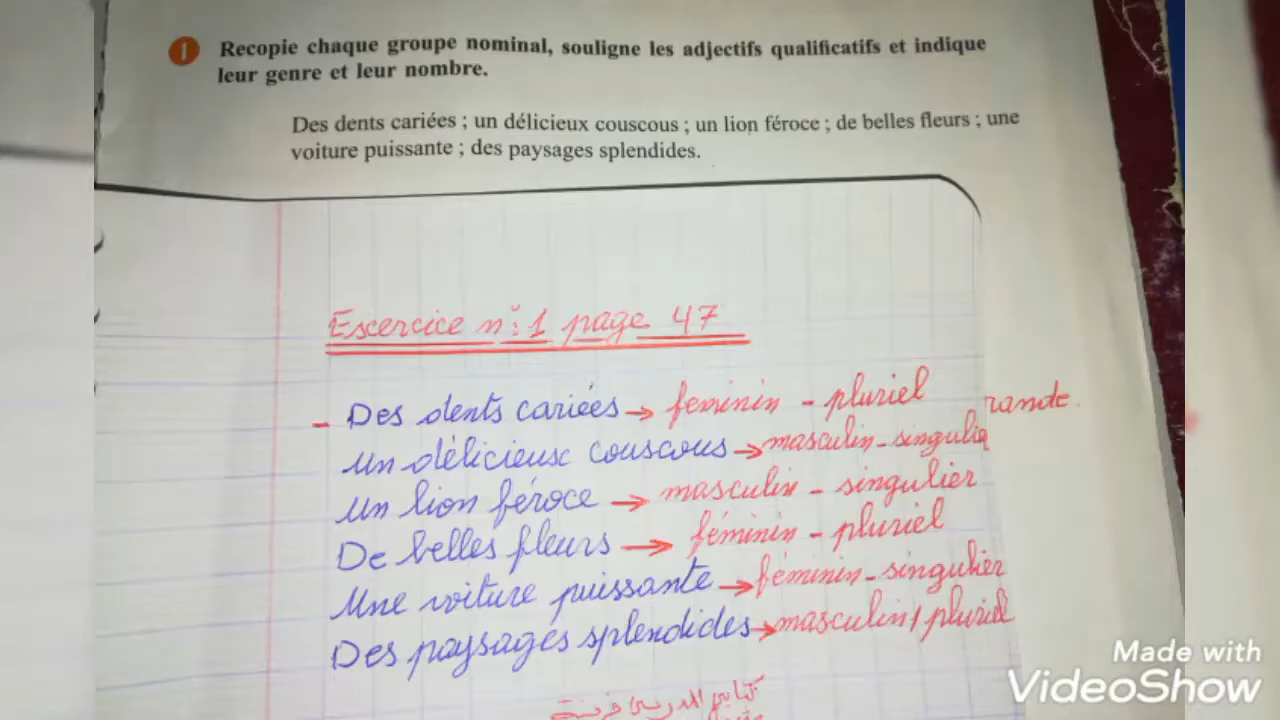 1 Recopie chaque groupe nominal, souligne les adjectifs qualificatifs et indique
leur genre et leur nombre.
Des dents cariées ; un délicieux couscous ; un lion féroce ; de belles fleurs ; une
voiture puissante ; des paysages splendides.
Exercice n°: 1 page 47
- Des dents cariées → feminin - pluriel
Un délicieux couscous → masculin - singulie
Un lion féroce → masculin - singulier
De belles fleurs → féminin - pluriel
Une voiture puissante → féminin - singulier
Des paysages splendides → masculin / pluriel
Made with
VideoShow